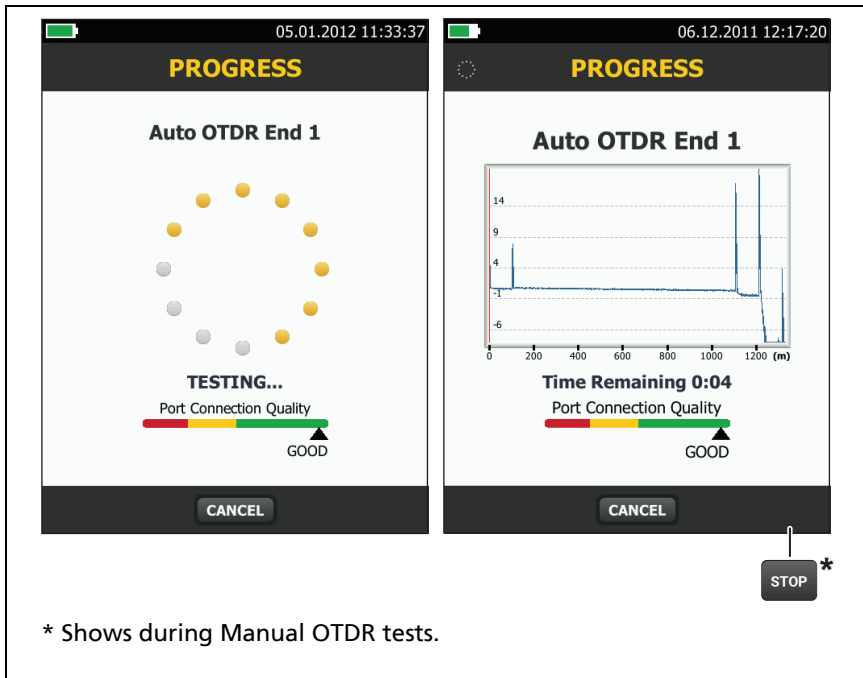 05.01.2012 11:33:37
PROGRESS
Auto OTDR End 1
TESTING...
Port Connection Quality
GOOD
CANCEL
06.12.2011 12:17:20
PROGRESS
Auto OTDR End 1
14
9
4
-1
-6
0 200 400 600 800 1000 1200 (m)
Time Remaining 0:04
Port Connection Quality
GOOD
CANCEL
STOP *
* Shows during Manual OTDR tests.